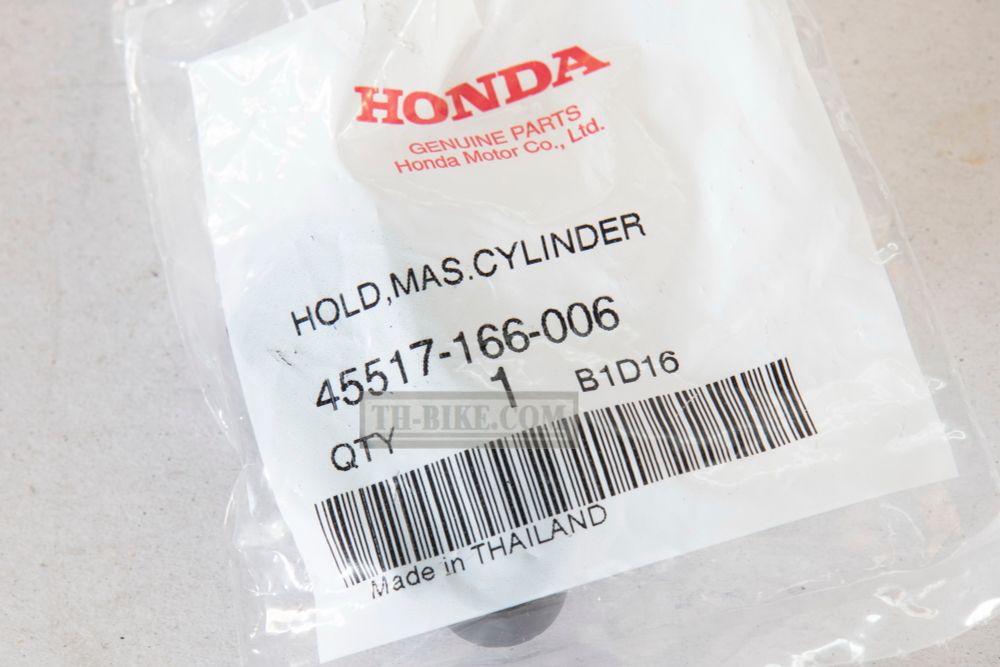 HONDA
GENUINE PARTS
Honda Motor Co., Ltd.
HOLD,MAS.CYLINDER
45517-166-006
1 B1D16
TH-BIKE.COM
QTY
Made in THAILAND